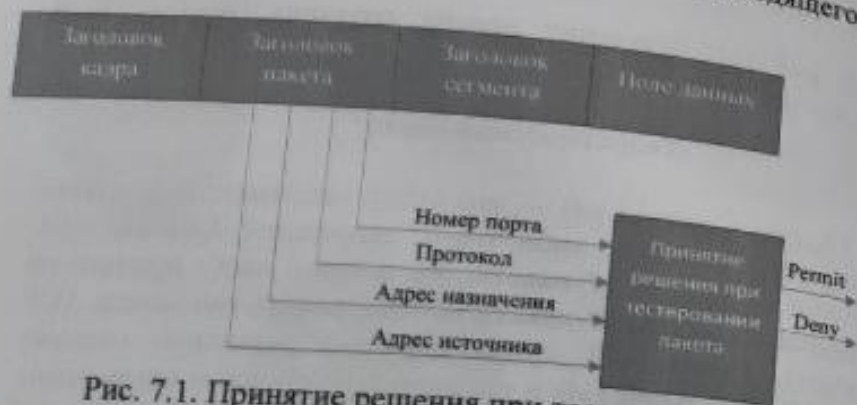 Заголовок
кадра
Заголовок
пакета
Заголовок
сегмента
Поле данных
Номер порта
Протокол
Адрес назначения
Адрес источника
Принятие
решения при
тестировании
пакета
Permit
Deny
Рис. 7.1. Принятие решения при